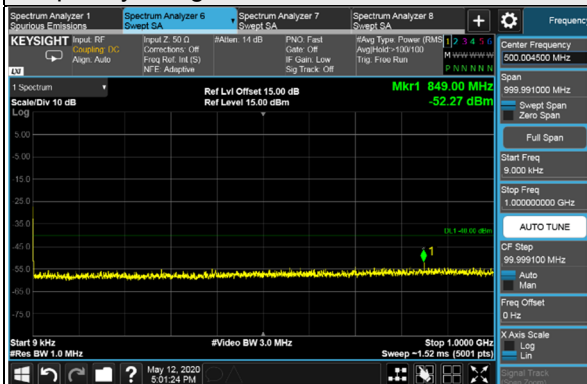 Spectrum Analyzer 1
Spurious Emissions
Spectrum Analyzer 6
Swept SA
Spectrum Analyzer 7
Swept SA
Spectrum Analyzer 8
Swept SA
+
Frequency
KEYSIGHT
LXI
Input: RF
Coupling: DC
Align: Auto
Input Z: 50 Ω
Corrections: Off
Freq Ref: Int (S)
NFE: Adaptive
#Atten: 14 dB
PNO: Fast
Gate: Off
IF Gain: Low
Sig Track: Off
#Avg Type: Power (RMS
Avg|Hold:>100/100
Trig: Free Run
1 2 3 4 5 6
M W W W W W
P N N N N N
1 Spectrum
Scale/Div 10 dB
Log
Ref Lvl Offset 15.00 dB
Ref Level 15.00 dBm
Mkr1 849.00 MHz
-52.27 dBm
5.00
-5.00
-15.0
-25.0
-35.0
-45.0
-55.0
-65.0
-75.0
DL1 -48.00 dBm
1
Start 9 kHz
#Res BW 1.0 MHz
#Video BW 3.0 MHz
Stop 1.0000 GHz
Sweep ~1.52 ms (5001 pts)
?
May 12, 2020
5:01:24 PM
Center Frequency
500.004500 MHz
Span
999.991000 MHz
Swept Span
Zero Span
Full Span
Start Freq
9.000 kHz
Stop Freq
1.000000000 GHz
AUTO TUNE
CF Step
99.999100 MHz
Auto
Man
Freq Offset
0 Hz
X Axis Scale
Log
Lin
Signal Track